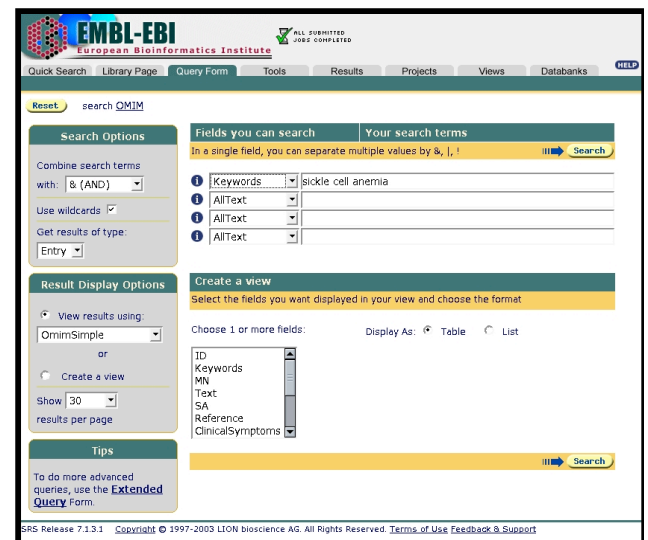 EMBL-EBI
European Bioinformatics Institute
ALL SUBMITTED
JOBS COMPLETED
Quick Search Library Page Query Form Tools Results Projects Views Databanks HELP
Reset search OMIM
Search Options
Combine search terms
with: & (AND)
Use wildcards
Get results of type:
Entry
Fields you can search Your search terms
In a single field, you can separate multiple values by &, |, ! Search
Keywords sickle cell anemia
AllText
AllText
AllText
Result Display Options
View results using:
OmimSimple
or
Create a view
Show 30
results per page
Create a view
Select the fields you want displayed in your view and choose the format
Choose 1 or more fields: Display As: Table List
ID
Keywords
MN
Text
SA
Reference
ClinicalSymptoms
Search
Tips
To do more advanced
queries, use the Extended
Query Form.
SRS Release 7.1.3.1 Copyright © 1997-2003 LION bioscience AG. All Rights Reserved. Terms of Use Feedback & Support